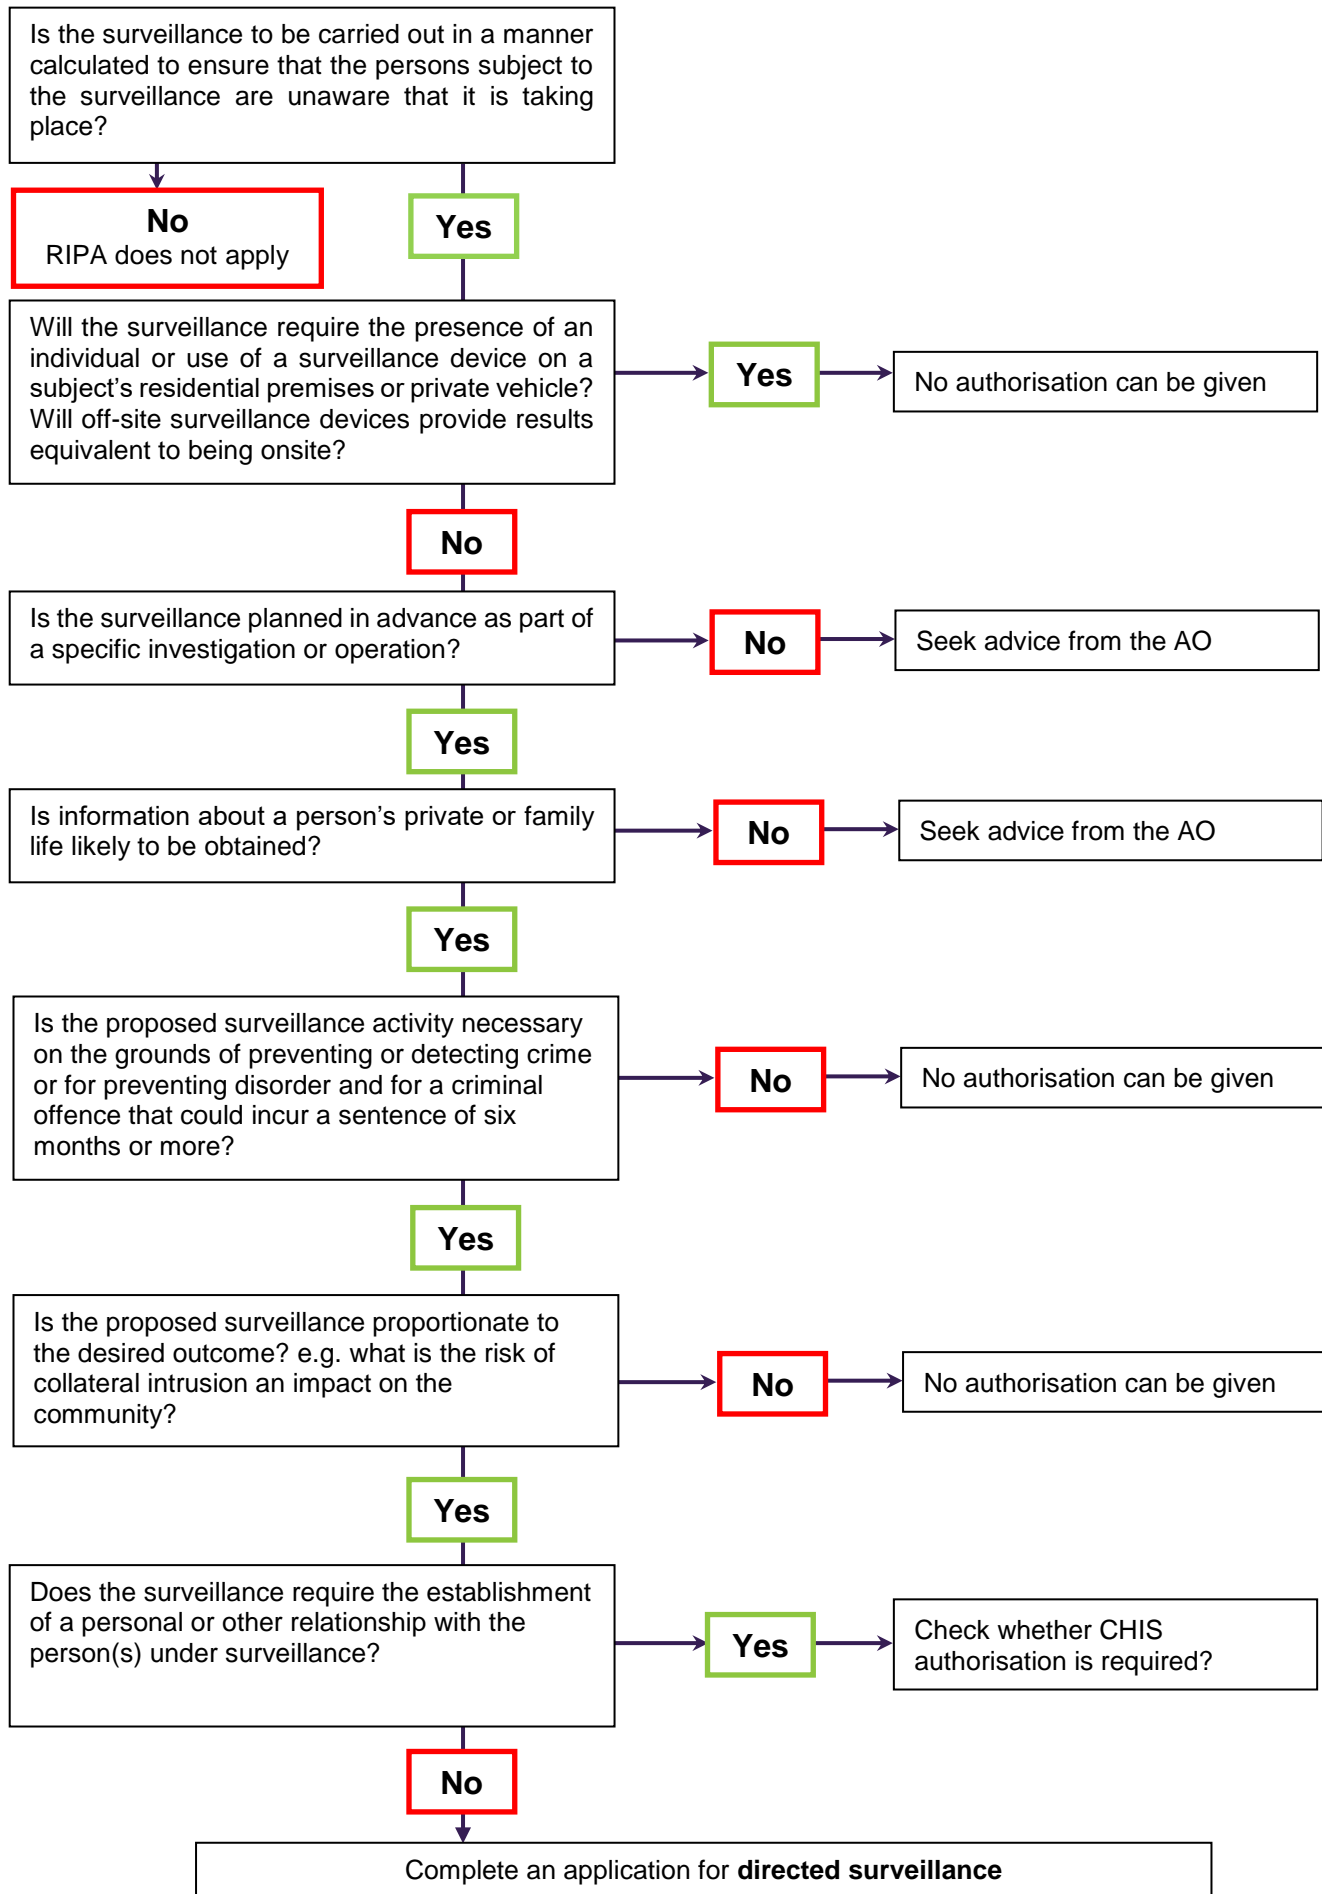 Is the surveillance to be carried out in a manner
calculated to ensure that the persons subject to
the surveillance are unaware that it is taking
place?
No
RIPA does not apply
Yes
Will the surveillance require the presence of an
individual or use of a surveillance device on a
subject’s residential premises or private vehicle?
Will off-site surveillance devices provide results
equivalent to being onsite?
Yes
No authorisation can be given
No
Is the surveillance planned in advance as part of
a specific investigation or operation?
No
Seek advice from the AO
Yes
Is information about a person’s private or family
life likely to be obtained?
No
Seek advice from the AO
Yes
Is the proposed surveillance activity necessary
on the grounds of preventing or detecting crime
or for preventing disorder and for a criminal
offence that could incur a sentence of six
months or more?
No
No authorisation can be given
Yes
Is the proposed surveillance proportionate to
the desired outcome? e.g. what is the risk of
collateral intrusion an impact on the
community?
No
No authorisation can be given
Yes
Does the surveillance require the establishment
of a personal or other relationship with the
person(s) under surveillance?
Yes
Check whether CHIS
authorisation is required?
No
Complete an application for directed surveillance